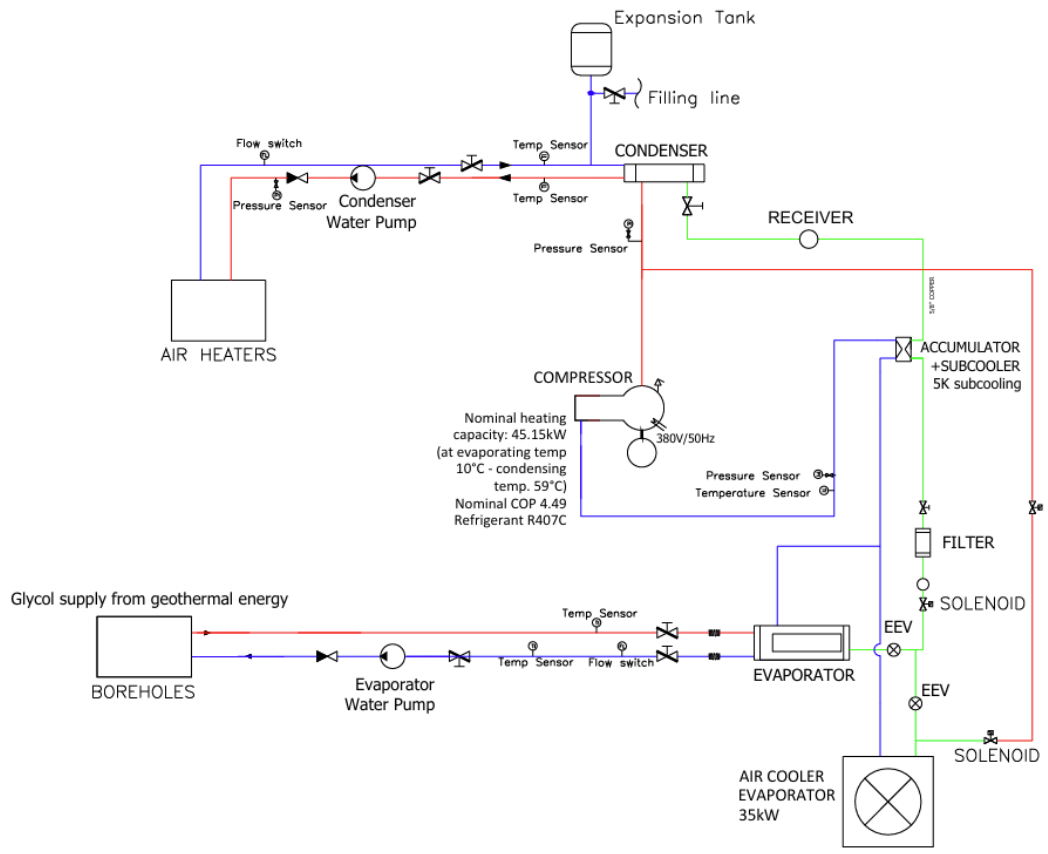 Expansion Tank
Filling line
Flow switch
Temp Sensor
CONDENSER
Pressure Sensor
Condenser
Water Pump
Temp Sensor
RECEIVER
Pressure Sensor
5/8" COPPER
AIR HEATERS
ACCUMULATOR
+SUBCOOLER
5K subcooling
COMPRESSOR
Nominal heating
capacity: 45.15kW
(at evaporating temp
10°C - condensing
temp. 59°C)
Nominal COP 4.49
Refrigerant R407C
380V/50Hz
Pressure Sensor
Temperature Sensor
FILTER
SOLENOID
Glycol supply from geothermal energy
Temp Sensor
EEV
BOREHOLES
Evaporator
Water Pump
Temp Sensor
Flow switch
EVAPORATOR
EEV
SOLENOID
AIR COOLER
EVAPORATOR
35kW